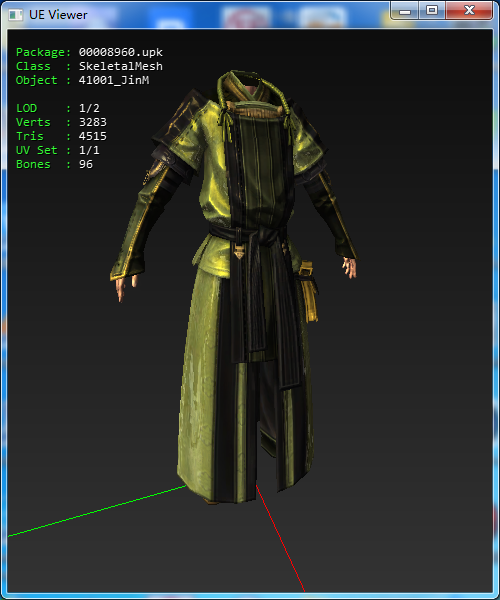 UE Viewer
Package: 00008960.upk
Class : SkeletalMesh
Object : 41001_JinM
LOD : 1/2
Verts : 3283
Tris : 4515
UV Set : 1/1
Bones : 96